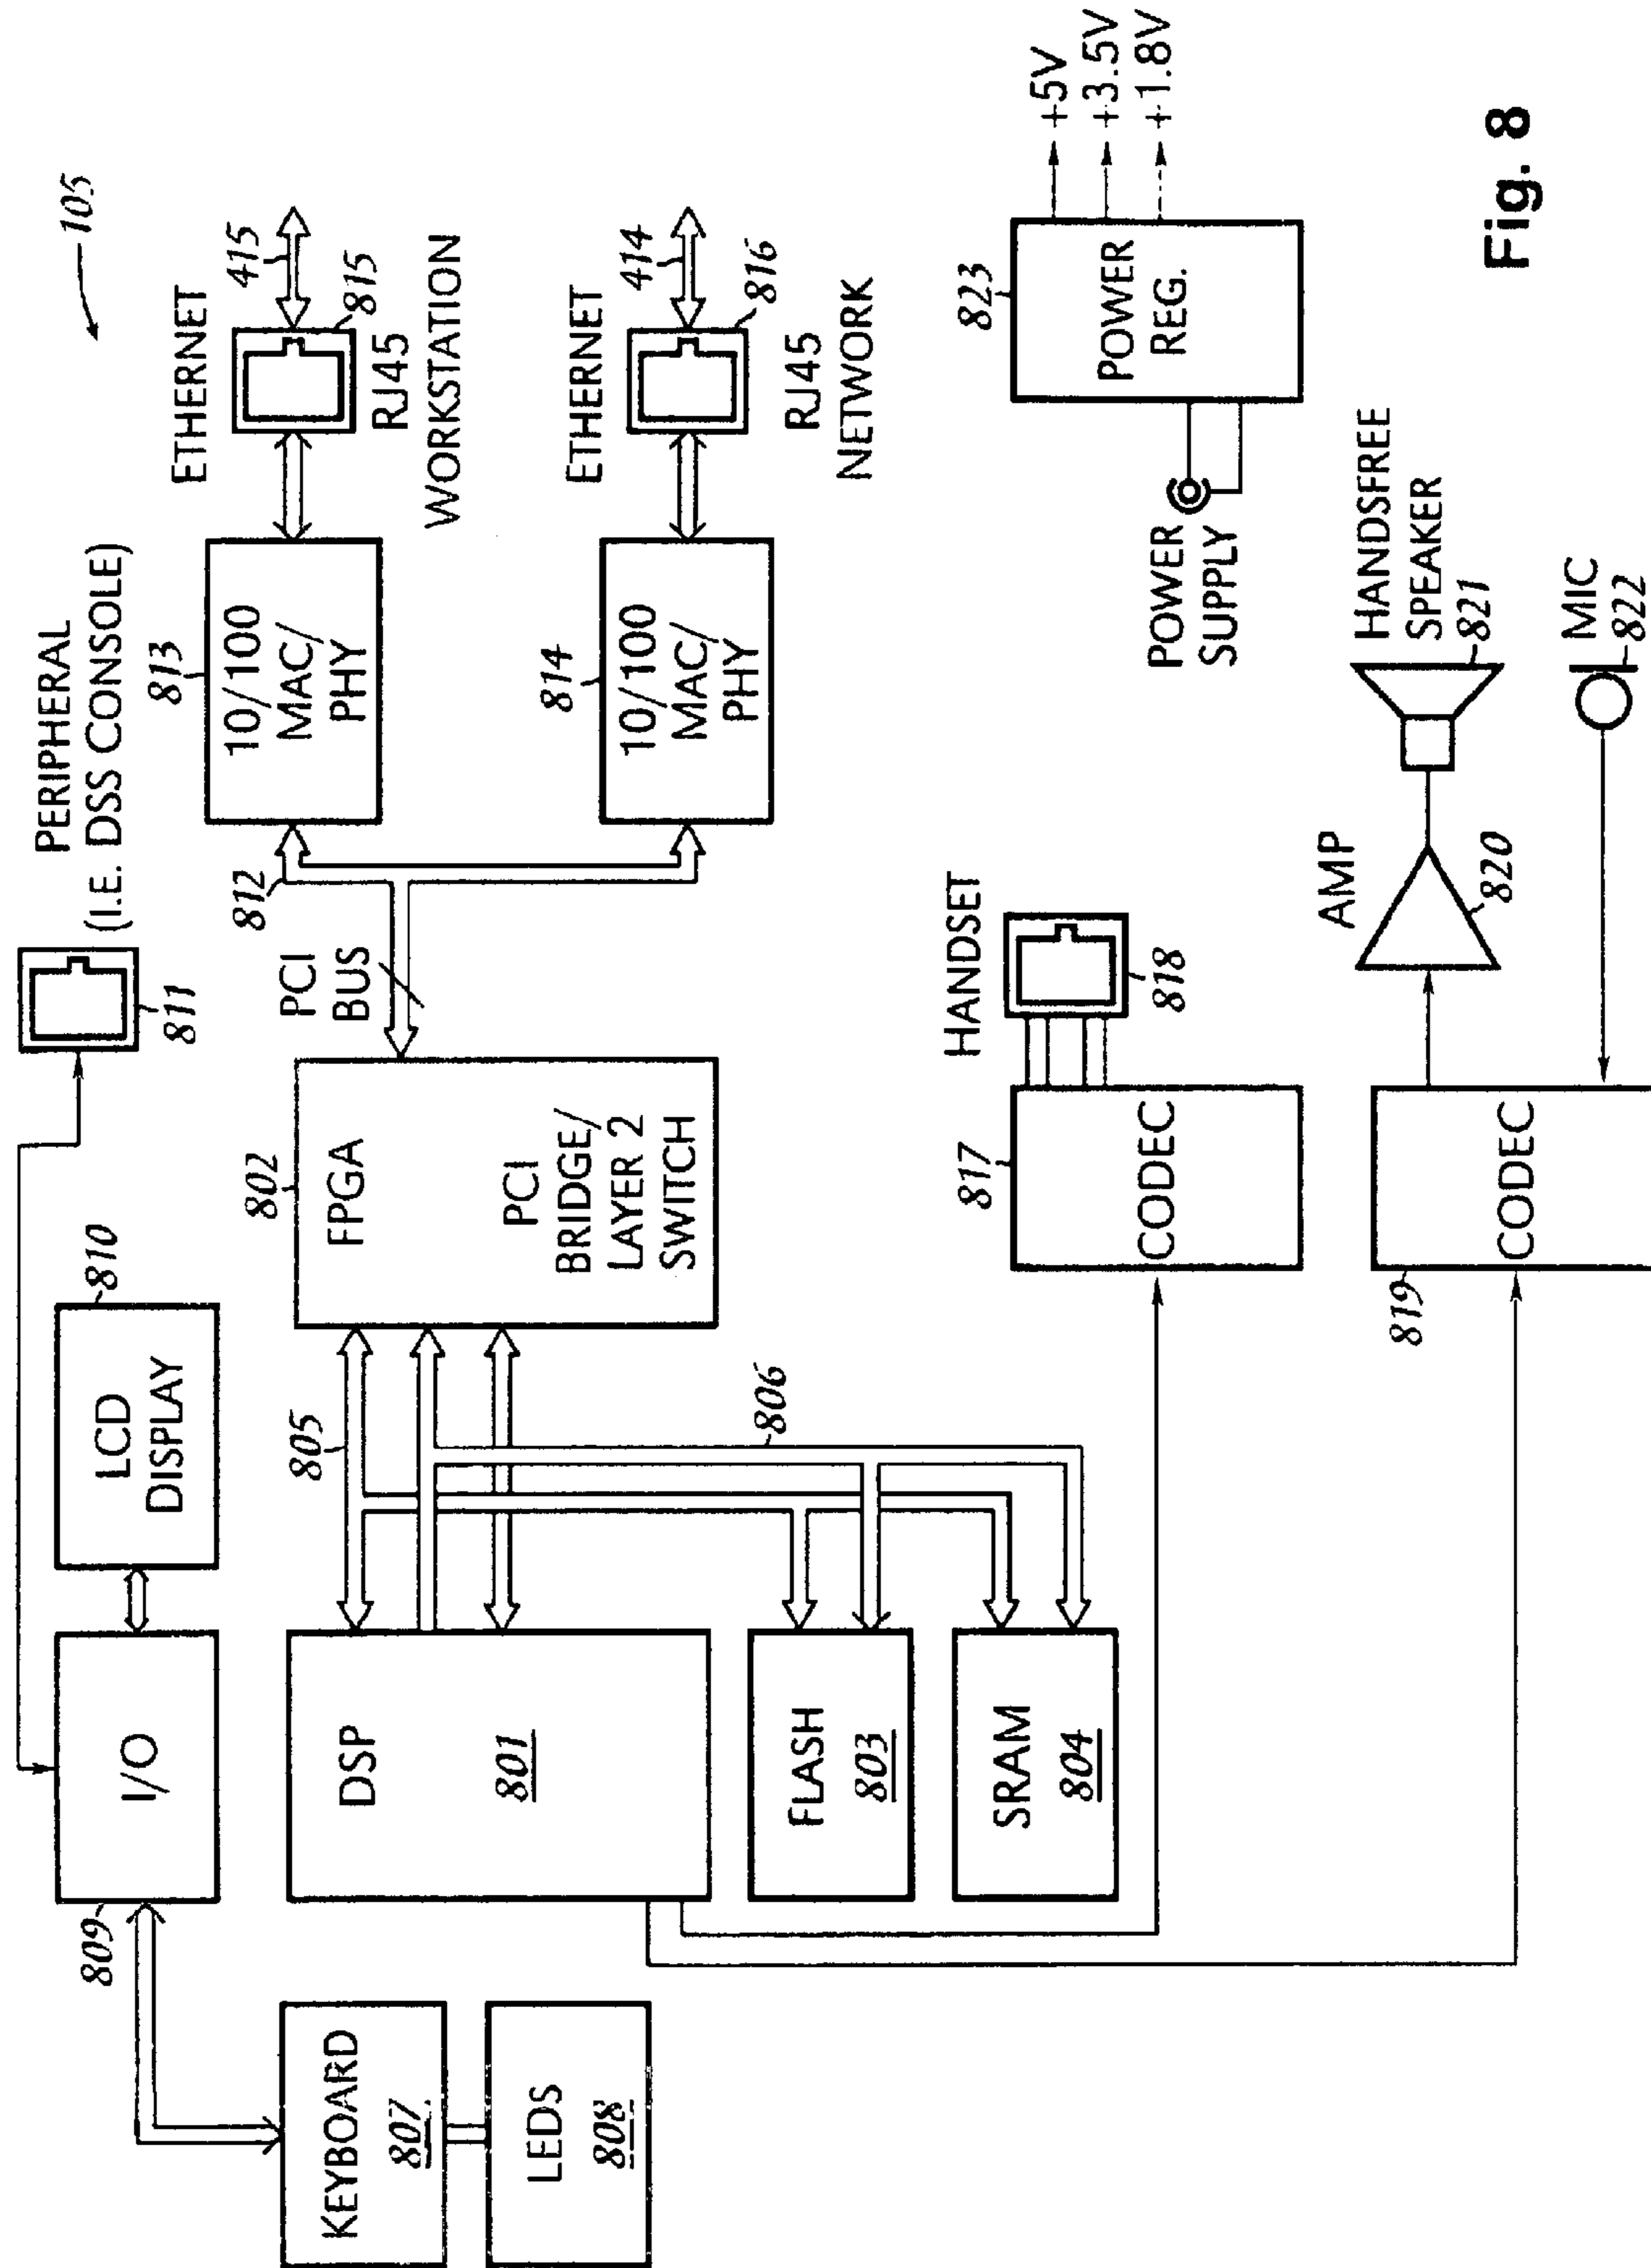 105
PERIPHERAL
(I.E. DSS CONSOLE)
811
KEYBOARD
807
LEDS
808
809
I/O
LCD
DISPLAY
810
DSP
801
FLASH
803
SRAM
804
805
806
802
FPGA
PCI
BRIDGE/
LAYER 2
SWITCH
PCI
BUS
812
813
10/100
MAC/
PHY
814
10/100
MAC/
PHY
ETHERNET
415
815
RJ45
WORKSTATION
ETHERNET
414
816
RJ45
NETWORK
817
CODEC
HANDSET
818
819
CODEC
AMP
820
HANDSFREE
SPEAKER
821
MIC
822
POWER
SUPPLY
823
POWER
REG.
+5V
+3.5V
+1.8V
Fig. 8